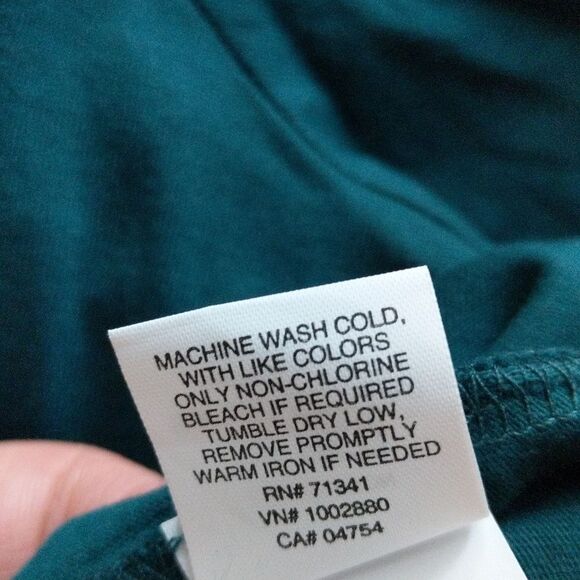 MACHINE WASH COLD,
WITH LIKE COLORS
ONLY NON-CHLORINE
BLEACH IF REQUIRED
TUMBLE DRY LOW,
REMOVE PROMPTLY
WARM IRON IF NEEDED
RN# 71341
VN# 1002880
CA# 04754